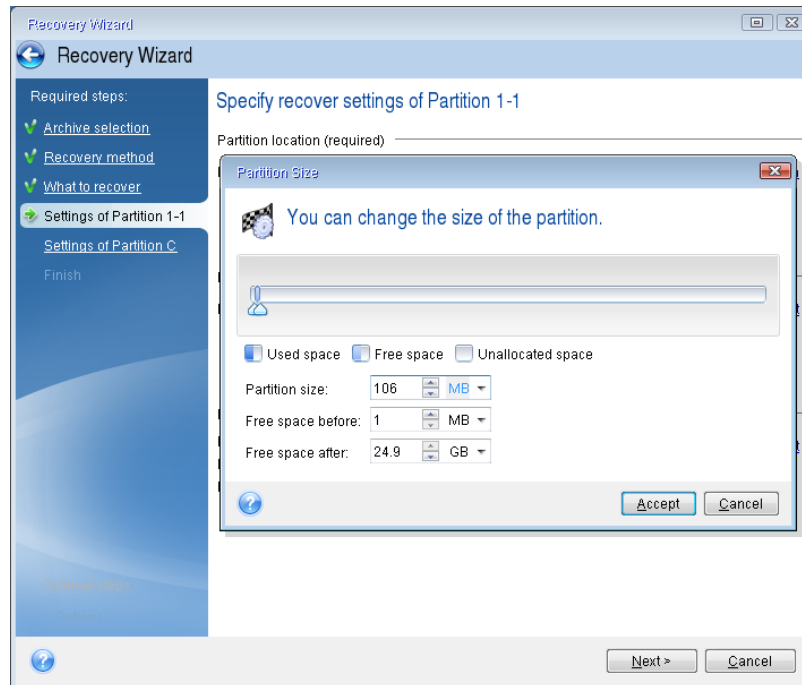 Recovery Wizard
Recovery Wizard
Required steps:
Archive selection
Recovery method
What to recover
Settings of Partition 1-1
Settings of Partition C
Finish
Specify recover settings of Partition 1-1
Partition location (required)
Partition Size
You can change the size of the partition.
Used space Free space Unallocated space
Partition size: 106 MB
Free space before: 1 MB
Free space after: 24.9 GB
Accept Cancel
Next > Cancel